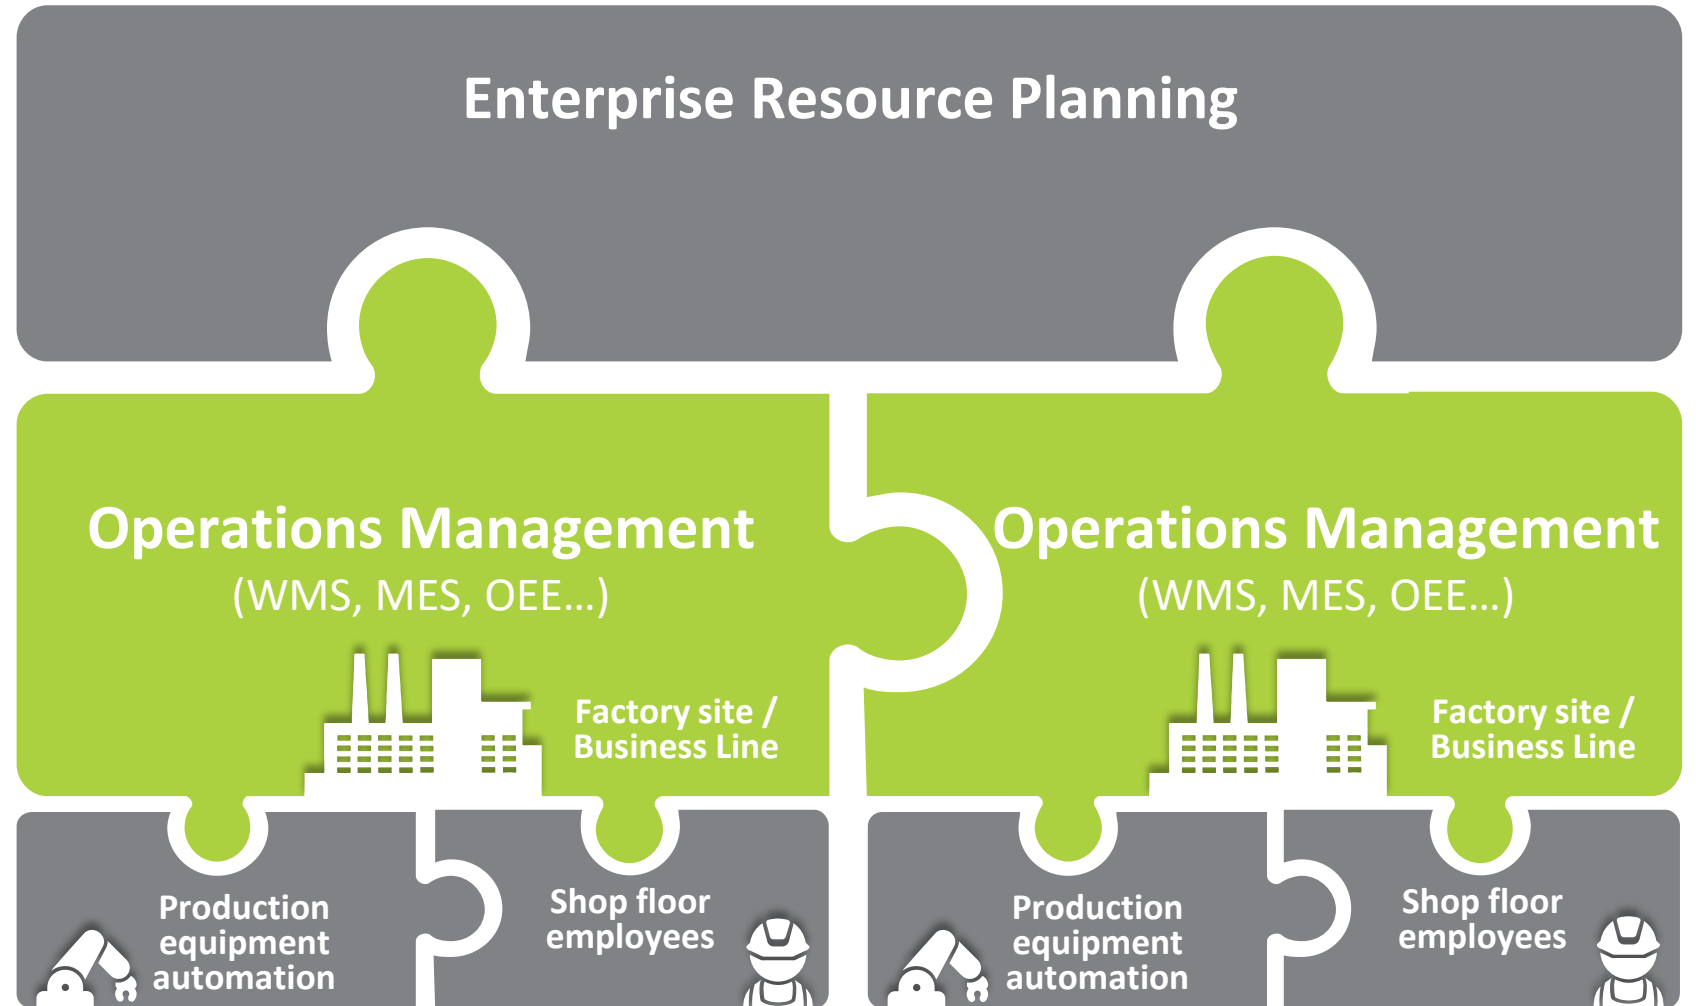 Enterprise Resource Planning
Operations Management
(WMS, MES, OEE...)
Factory site /
Business Line
Operations Management
(WMS, MES, OEE...)
Factory site /
Business Line
Production
equipment
automation
Shop floor
employees
Production
equipment
automation
Shop floor
employees